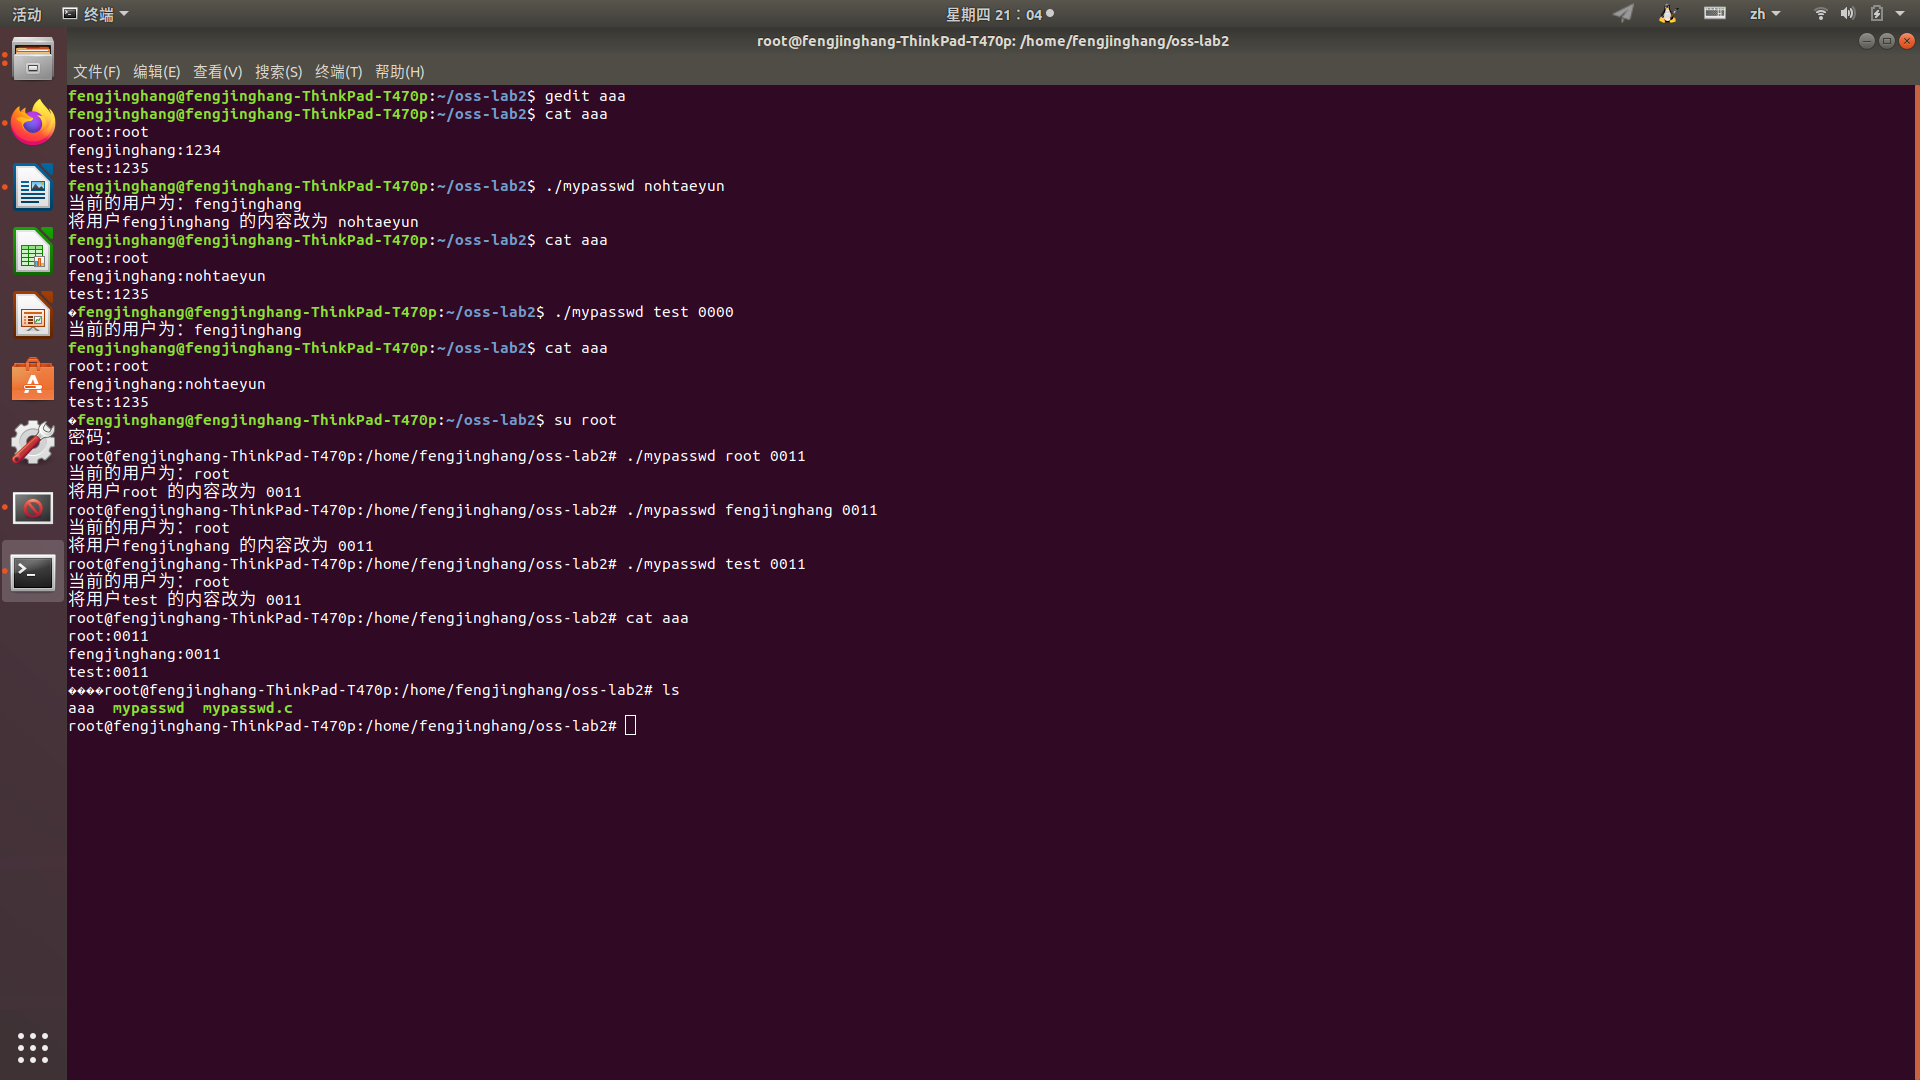 活动 终端 星期四 21：04 zh
root@fengjinghang-ThinkPad-T470p: /home/fengjinghang/oss-lab2
文件(F) 编辑(E) 查看(V) 搜索(S) 终端(T) 帮助(H)
fengjinghang@fengjinghang-ThinkPad-T470p:~/oss-lab2$ gedit aaa
fengjinghang@fengjinghang-ThinkPad-T470p:~/oss-lab2$ cat aaa
root:root
fengjinghang:1234
test:1235
fengjinghang@fengjinghang-ThinkPad-T470p:~/oss-lab2$ ./mypasswd nohtaeyun
当前的用户为：fengjinghang
将用户fengjinghang 的内容改为 nohtaeyun
fengjinghang@fengjinghang-ThinkPad-T470p:~/oss-lab2$ cat aaa
root:root
fengjinghang:nohtaeyun
test:1235
�fengjinghang@fengjinghang-ThinkPad-T470p:~/oss-lab2$ ./mypasswd test 0000
当前的用户为：fengjinghang
fengjinghang@fengjinghang-ThinkPad-T470p:~/oss-lab2$ cat aaa
root:root
fengjinghang:nohtaeyun
test:1235
�fengjinghang@fengjinghang-ThinkPad-T470p:~/oss-lab2$ su root
密码：
root@fengjinghang-ThinkPad-T470p:/home/fengjinghang/oss-lab2# ./mypasswd root 0011
当前的用户为：root
将用户root 的内容改为 0011
root@fengjinghang-ThinkPad-T470p:/home/fengjinghang/oss-lab2# ./mypasswd fengjinghang 0011
当前的用户为：root
将用户fengjinghang 的内容改为 0011
root@fengjinghang-ThinkPad-T470p:/home/fengjinghang/oss-lab2# ./mypasswd test 0011
当前的用户为：root
将用户test 的内容改为 0011
root@fengjinghang-ThinkPad-T470p:/home/fengjinghang/oss-lab2# cat aaa
root:0011
fengjinghang:0011
test:0011
����root@fengjinghang-ThinkPad-T470p:/home/fengjinghang/oss-lab2# ls
aaa mypasswd mypasswd.c
root@fengjinghang-ThinkPad-T470p:/home/fengjinghang/oss-lab2#